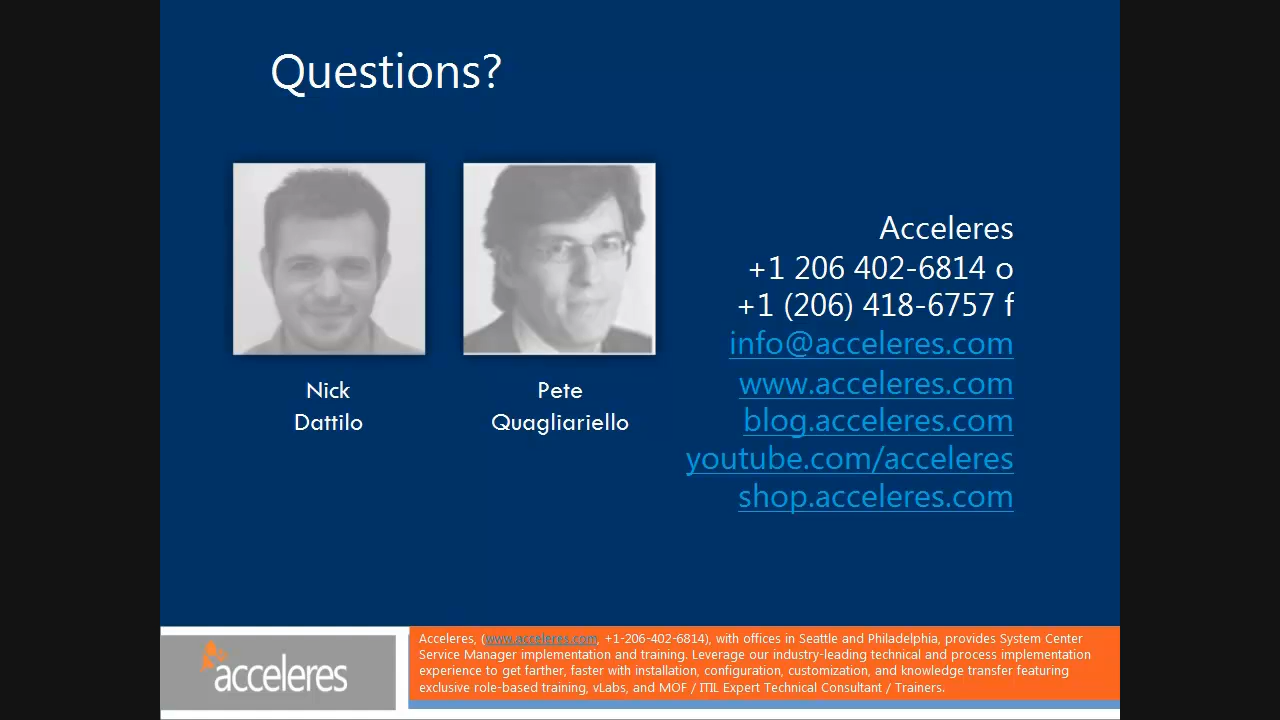 Questions?
Nick
Dattilo
Pete
Quagliariello
Acceleres
+1 206 402-6814 o
+1 (206) 418-6757 f
info@acceleres.com
www.acceleres.com
blog.acceleres.com
youtube.com/acceleres
shop.acceleres.com
acceleres
Acceleres, (www.acceleres.com, +1-206-402-6814), with offices in Seattle and Philadelphia, provides System Center
Service Manager implementation and training. Leverage our industry-leading technical and process implementation
experience to get farther, faster with installation, configuration, customization, and knowledge transfer featuring
exclusive role-based training, vLabs, and MOF / ITIL Expert Technical Consultant / Trainers.